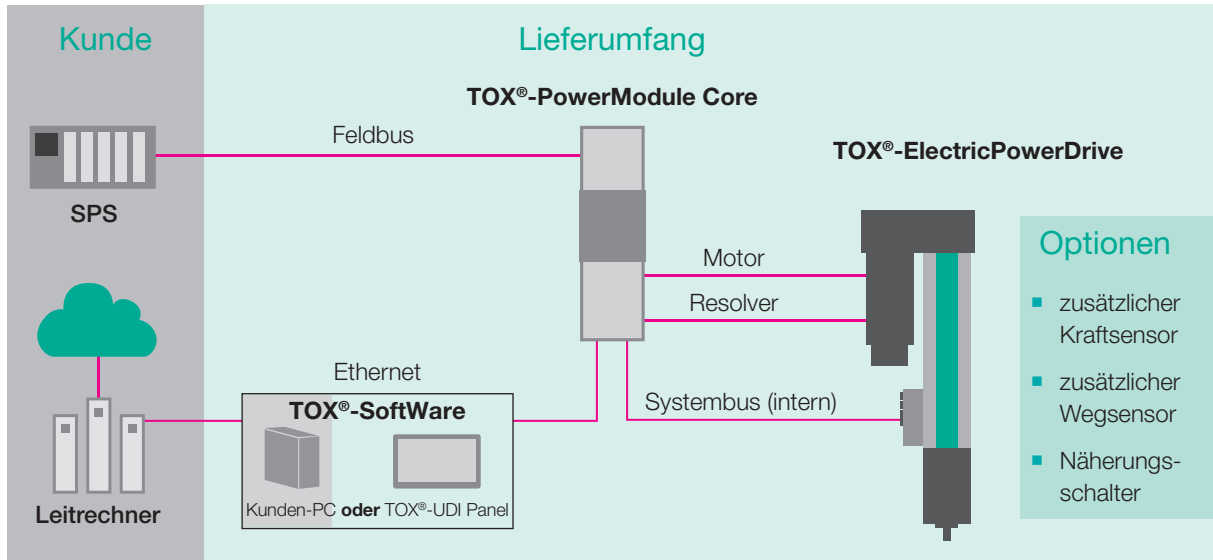 Kunde
Lieferumfang
TOX®-PowerModule Core
Feldbus
TOX®-ElectricPowerDrive
SPS
Motor
Resolver
Optionen
zusätzlicher
Kraftsensor
zusätzlicher
Wegsensor
Näherungs-
schalter
Ethernet
TOX®-SoftWare
Systembus (intern)
Kunden-PC oder TOX®-UDI Panel
Leitrechner